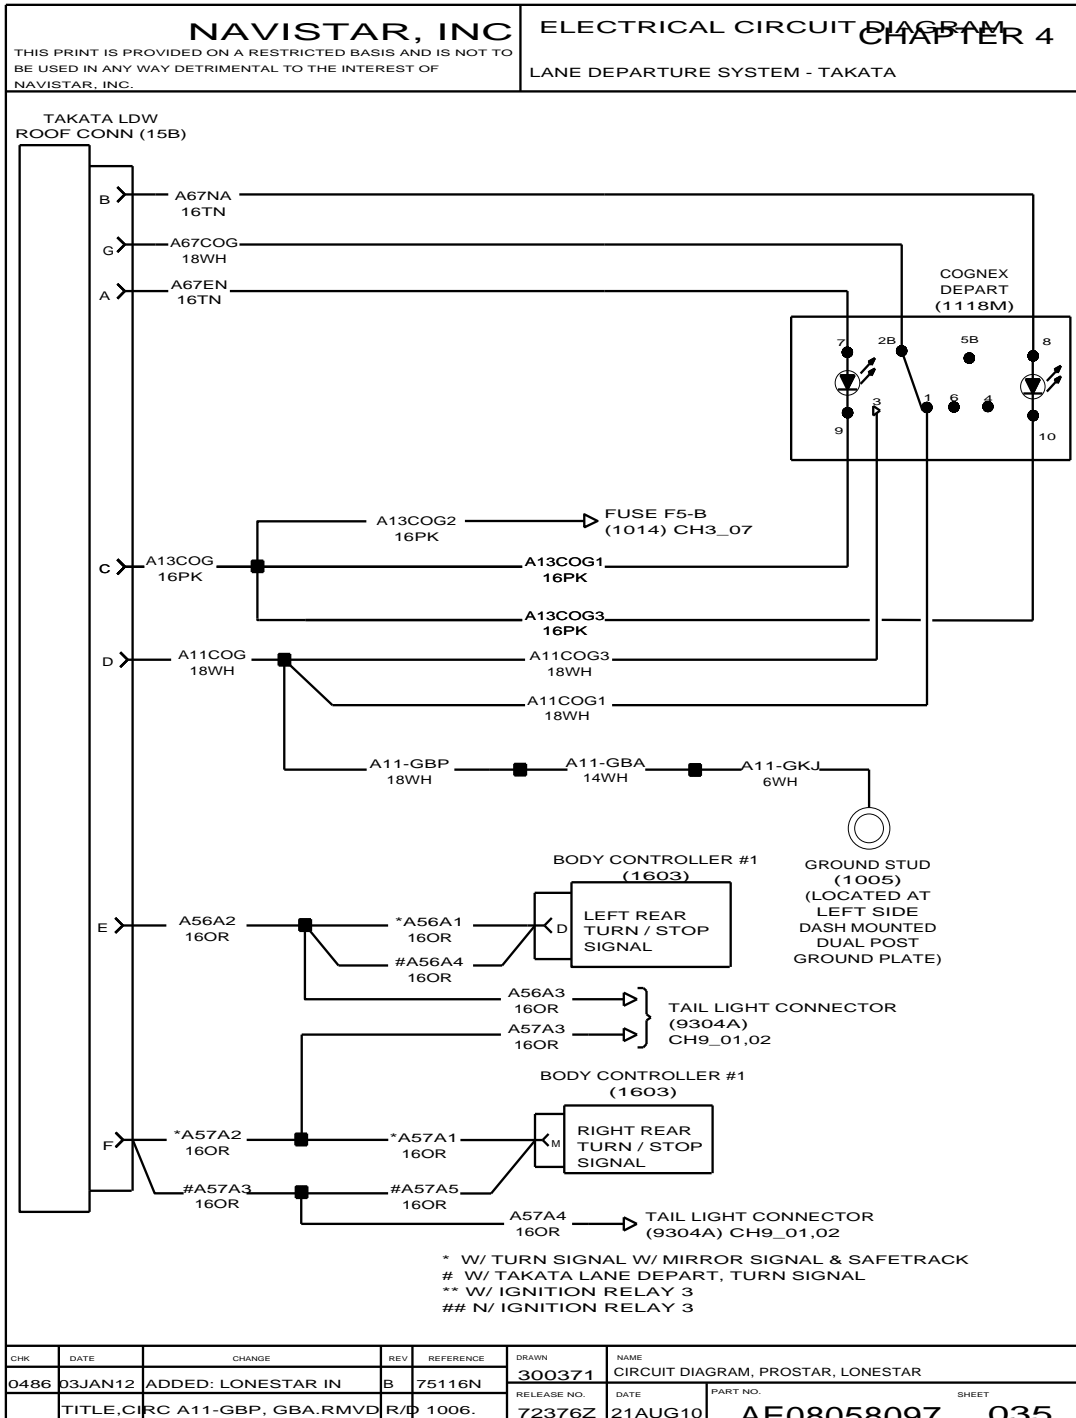 NAVISTAR, INC
THIS PRINT IS PROVIDED ON A RESTRICTED BASIS AND IS NOT TO
BE USED IN ANY WAY DETRIMENTAL TO THE INTEREST OF
NAVISTAR, INC.
ELECTRICAL CIRCUIT DIAGRAM
CHAPTER 4
LANE DEPARTURE SYSTEM - TAKATA
TAKATA LDW
ROOF CONN (15B)
B
A67NA
16TN
G
A67COG
18WH
A
A67EN
16TN
COGNEX
DEPART
(1118M)
7
2B
5B
8
3
1
6
4
9
10
A13COG2
16PK
FUSE F5-B
(1014) CH3_07
C
A13COG
16PK
A13COG1
16PK
A13COG3
16PK
D
A11COG
18WH
A11COG3
18WH
A11COG1
18WH
A11-GBP
18WH
A11-GBA
14WH
A11-GKJ
6WH
GROUND STUD
(1005)
(LOCATED AT
LEFT SIDE
DASH MOUNTED
DUAL POST
GROUND PLATE)
BODY CONTROLLER #1
(1603)
E
A56A2
16OR
*A56A1
16OR
#A56A4
16OR
D
LEFT REAR
TURN / STOP
SIGNAL
A56A3
16OR
A57A3
16OR
TAIL LIGHT CONNECTOR
(9304A)
CH9_01,02
BODY CONTROLLER #1
(1603)
F
*A57A2
16OR
*A57A1
16OR
M
RIGHT REAR
TURN / STOP
SIGNAL
#A57A3
16OR
#A57A5
16OR
A57A4
16OR
TAIL LIGHT CONNECTOR
(9304A) CH9_01,02
* W/ TURN SIGNAL W/ MIRROR SIGNAL & SAFETRACK
# W/ TAKATA LANE DEPART, TURN SIGNAL
** W/ IGNITION RELAY 3
## N/ IGNITION RELAY 3
CHK DATE CHANGE REV REFERENCE
0486 03JAN12 ADDED: LONESTAR IN B 75116N
TITLE,CIRC A11-GBP, GBA.RMVD R/D 1006.
DRAWN
300371
NAME
CIRCUIT DIAGRAM, PROSTAR, LONESTAR
RELEASE NO.
72376Z
DATE
21AUG10
PART NO.
AE08058097
SHEET
035